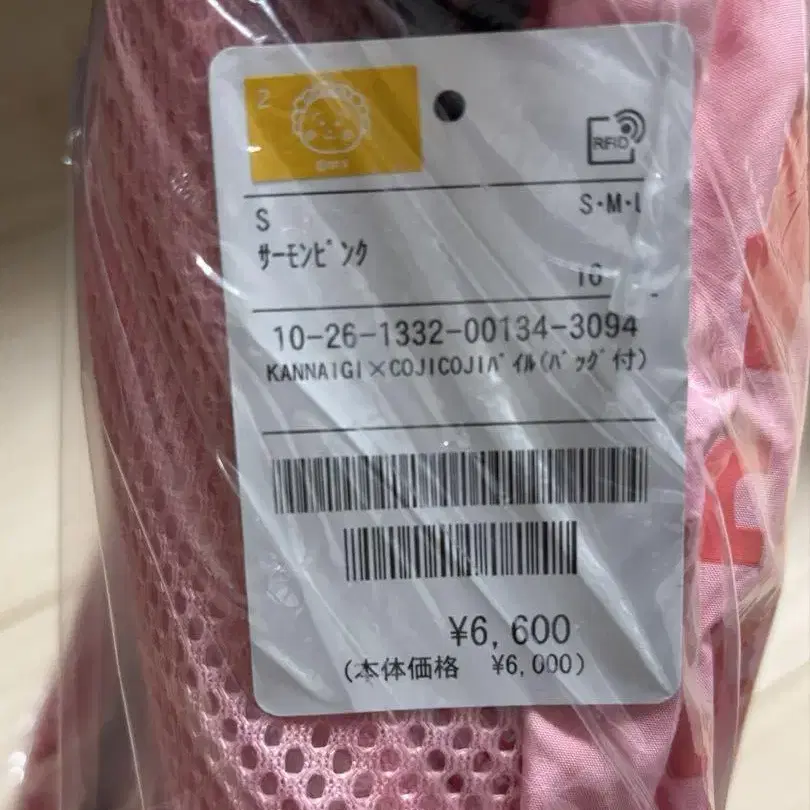 2
RFID
S
S・M・L
サーモンピンク
16
10-26-1332-00134-3094
KANNAIGI×COJICOJIパイル(バッグ付)
¥6,600
(本体価格 ¥6,000)